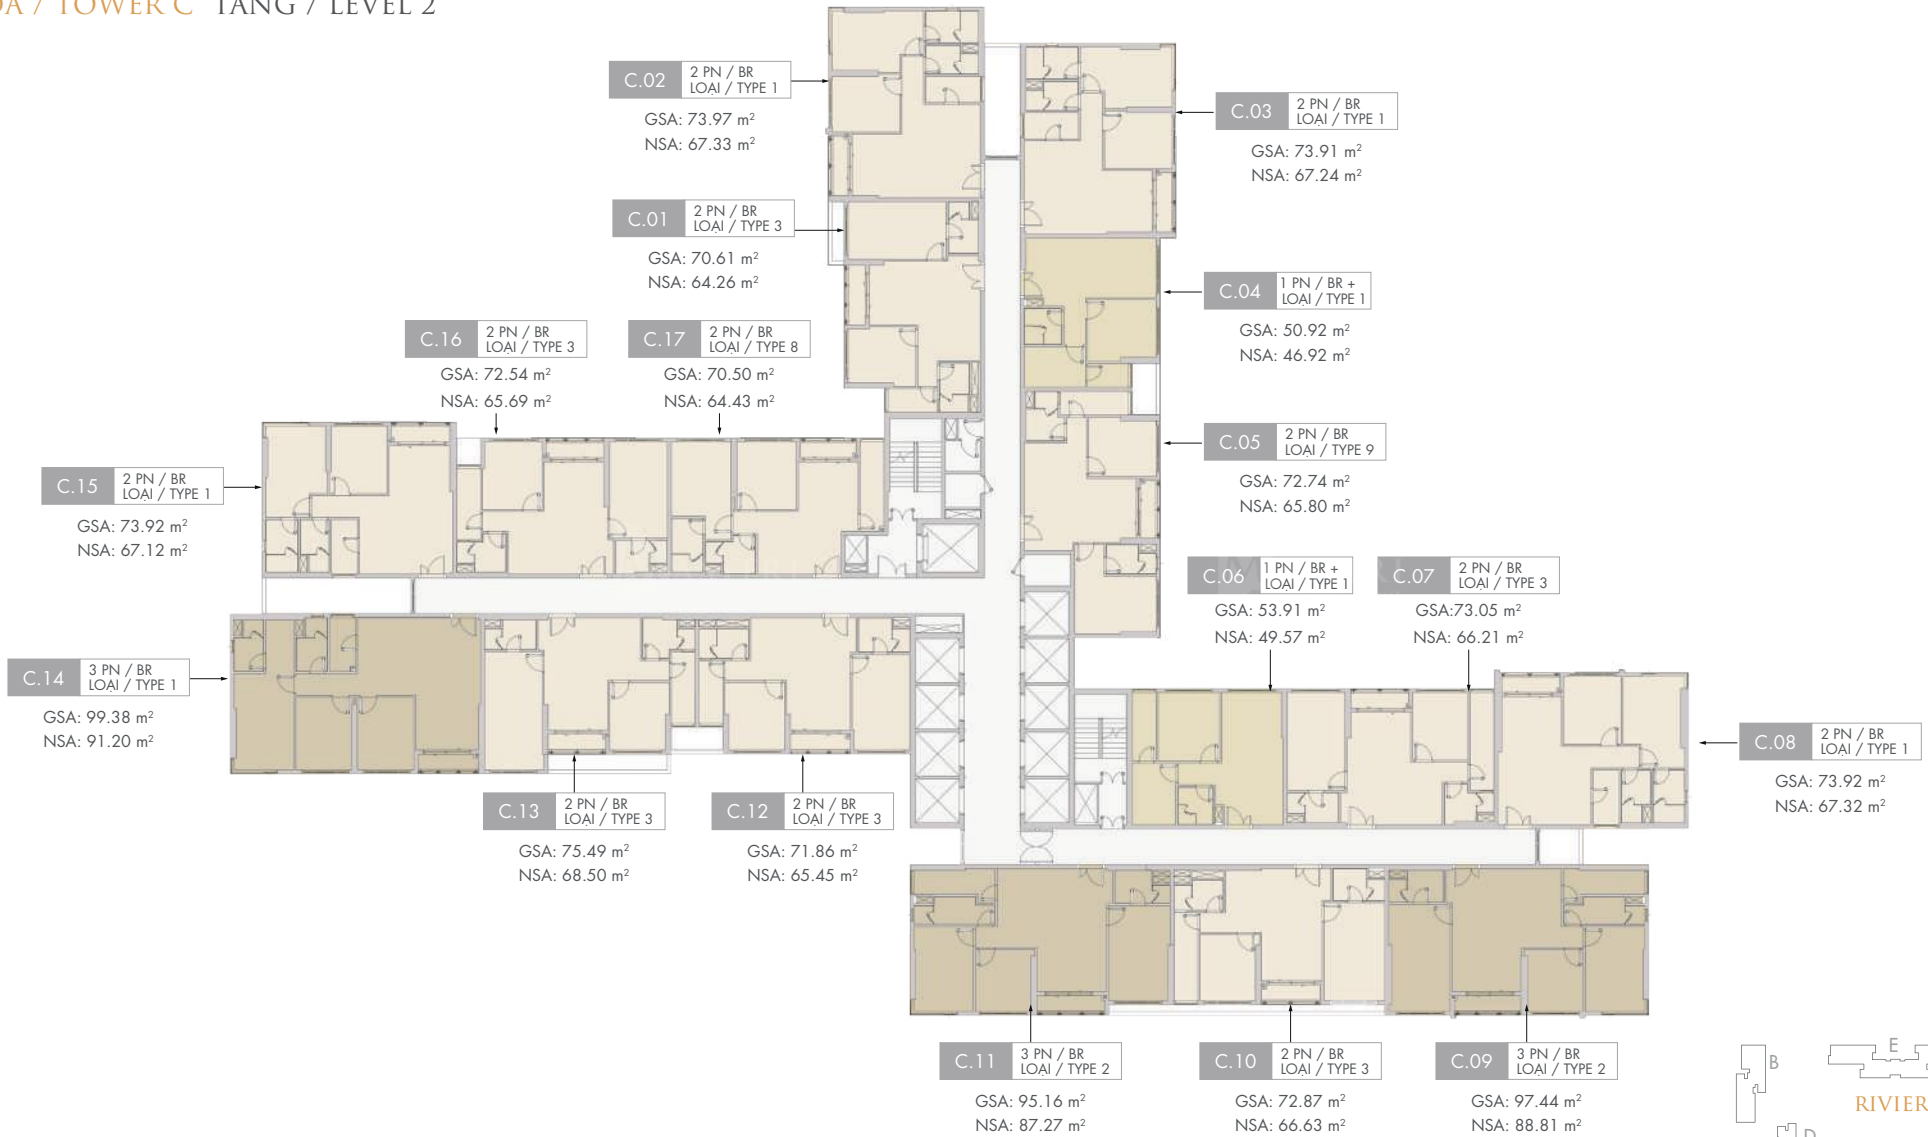 TOWER C TẦNG / LEVEL 2
C.02 2 PN / BR
LOẠI / TYPE 1
GSA: 73.97 m²
NSA: 67.33 m²
C.03 2 PN / BR
LOẠI / TYPE 1
GSA: 73.91 m²
NSA: 67.24 m²
C.01 2 PN / BR
LOẠI / TYPE 3
GSA: 70.61 m²
NSA: 64.26 m²
C.04 1 PN / BR +
LOẠI / TYPE 1
GSA: 50.92 m²
NSA: 46.92 m²
C.16 2 PN / BR
LOẠI / TYPE 3
GSA: 72.54 m²
NSA: 65.69 m²
C.17 2 PN / BR
LOẠI / TYPE 8
GSA: 70.50 m²
NSA: 64.43 m²
C.05 2 PN / BR
LOẠI / TYPE 9
GSA: 72.74 m²
NSA: 65.80 m²
C.15 2 PN / BR
LOẠI / TYPE 1
GSA: 73.92 m²
NSA: 67.12 m²
C.06 1 PN / BR +
LOẠI / TYPE 1
GSA: 53.91 m²
NSA: 49.57 m²
C.07 2 PN / BR
LOẠI / TYPE 3
GSA:73.05 m²
NSA: 66.21 m²
C.14 3 PN / BR
LOẠI / TYPE 1
GSA: 99.38 m²
NSA: 91.20 m²
C.08 2 PN / BR
LOẠI / TYPE 1
GSA: 73.92 m²
NSA: 67.32 m²
C.13 2 PN / BR
LOẠI / TYPE 3
GSA: 75.49 m²
NSA: 68.50 m²
C.12 2 PN / BR
LOẠI / TYPE 3
GSA: 71.86 m²
NSA: 65.45 m²
C.11 3 PN / BR
LOẠI / TYPE 2
GSA: 95.16 m²
NSA: 87.27 m²
C.10 2 PN / BR
LOẠI / TYPE 3
GSA: 72.87 m²
NSA: 66.63 m²
C.09 3 PN / BR
LOẠI / TYPE 2
GSA: 97.44 m²
NSA: 88.81 m²
E
B
RIVIER
D